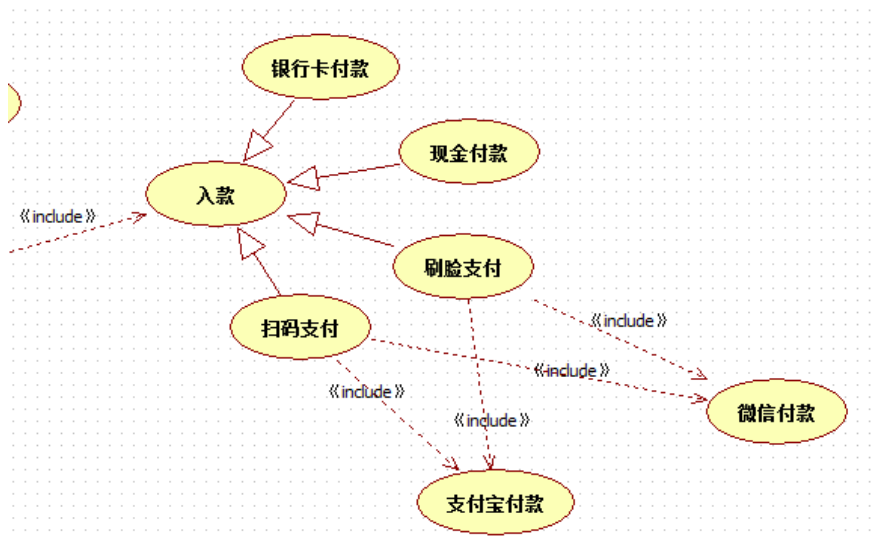 银行卡付款
现金付款
入款
《include》
刷脸支付
扫码支付
《include》
《include》
《include》
《include》
微信付款
支付宝付款